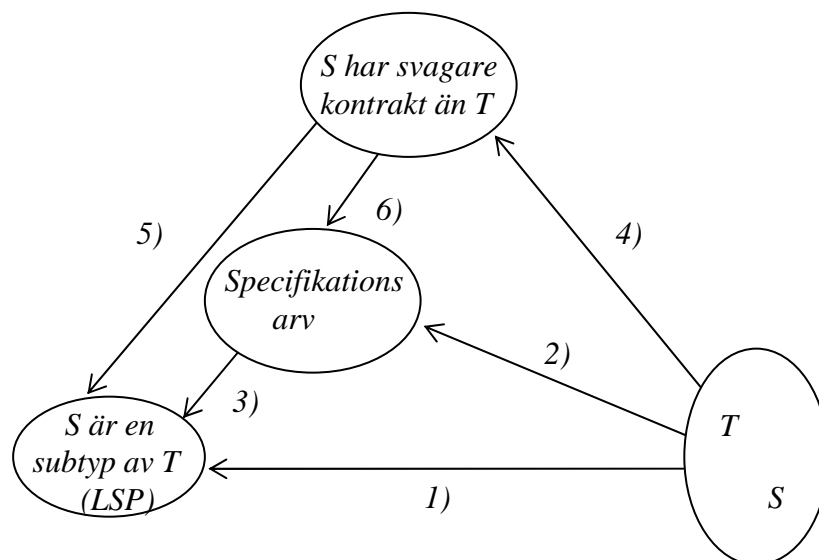 S har svagare
kontrakt än T
5)
6)
4)
Specifikations
arv
2)
3)
S är en
subtyp av T
(LSP)
1)
T
S